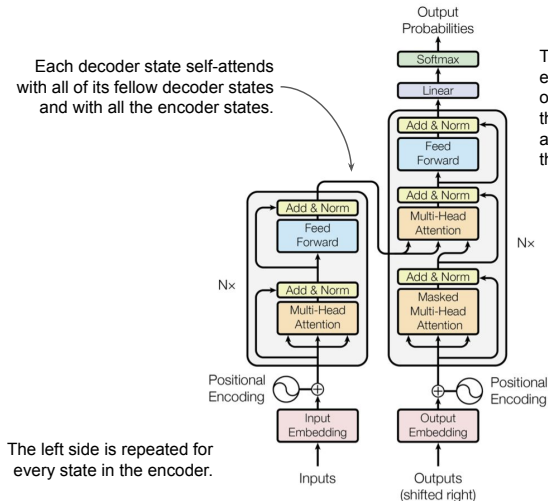 Output
Probabilities
Softmax
Linear
Add & Norm
Feed
Forward
Add & Norm
Multi-Head
Attention
Add & Norm
Masked
Multi-Head
Attention
Nx
Positional
Encoding
Output
Embedding
Outputs
(shifted right)
Each decoder state self-attends
with all of its fellow decoder states
and with all the encoder states.
Add & Norm
Feed
Forward
Add & Norm
Multi-Head
Attention
Nx
Positional
Encoding
Input
Embedding
Inputs
The left side is repeated for
every state in the encoder.